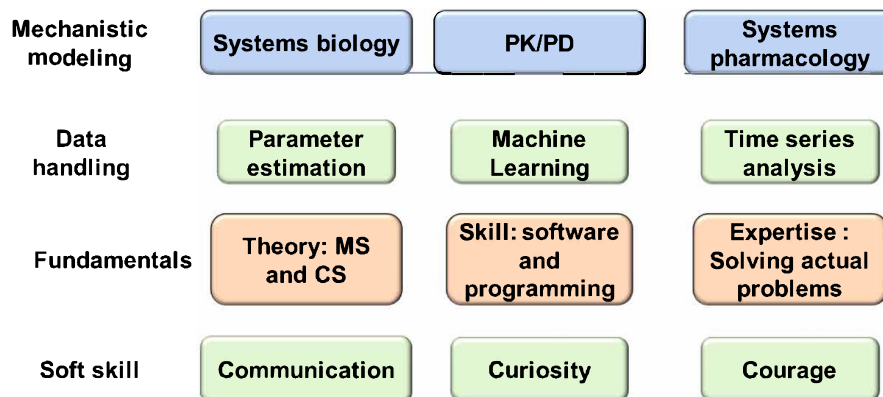 Mechanistic
modeling
Systems biology
PK/PD
Systems
pharmacology
Data
handling
Parameter
estimation
Machine
Learning
Time series
analysis
Fundamentals
Theory: MS
and CS
Skill: software
and
programming
Expertise :
Solving actual
problems
Soft skill
Communication
Curiosity
Courage